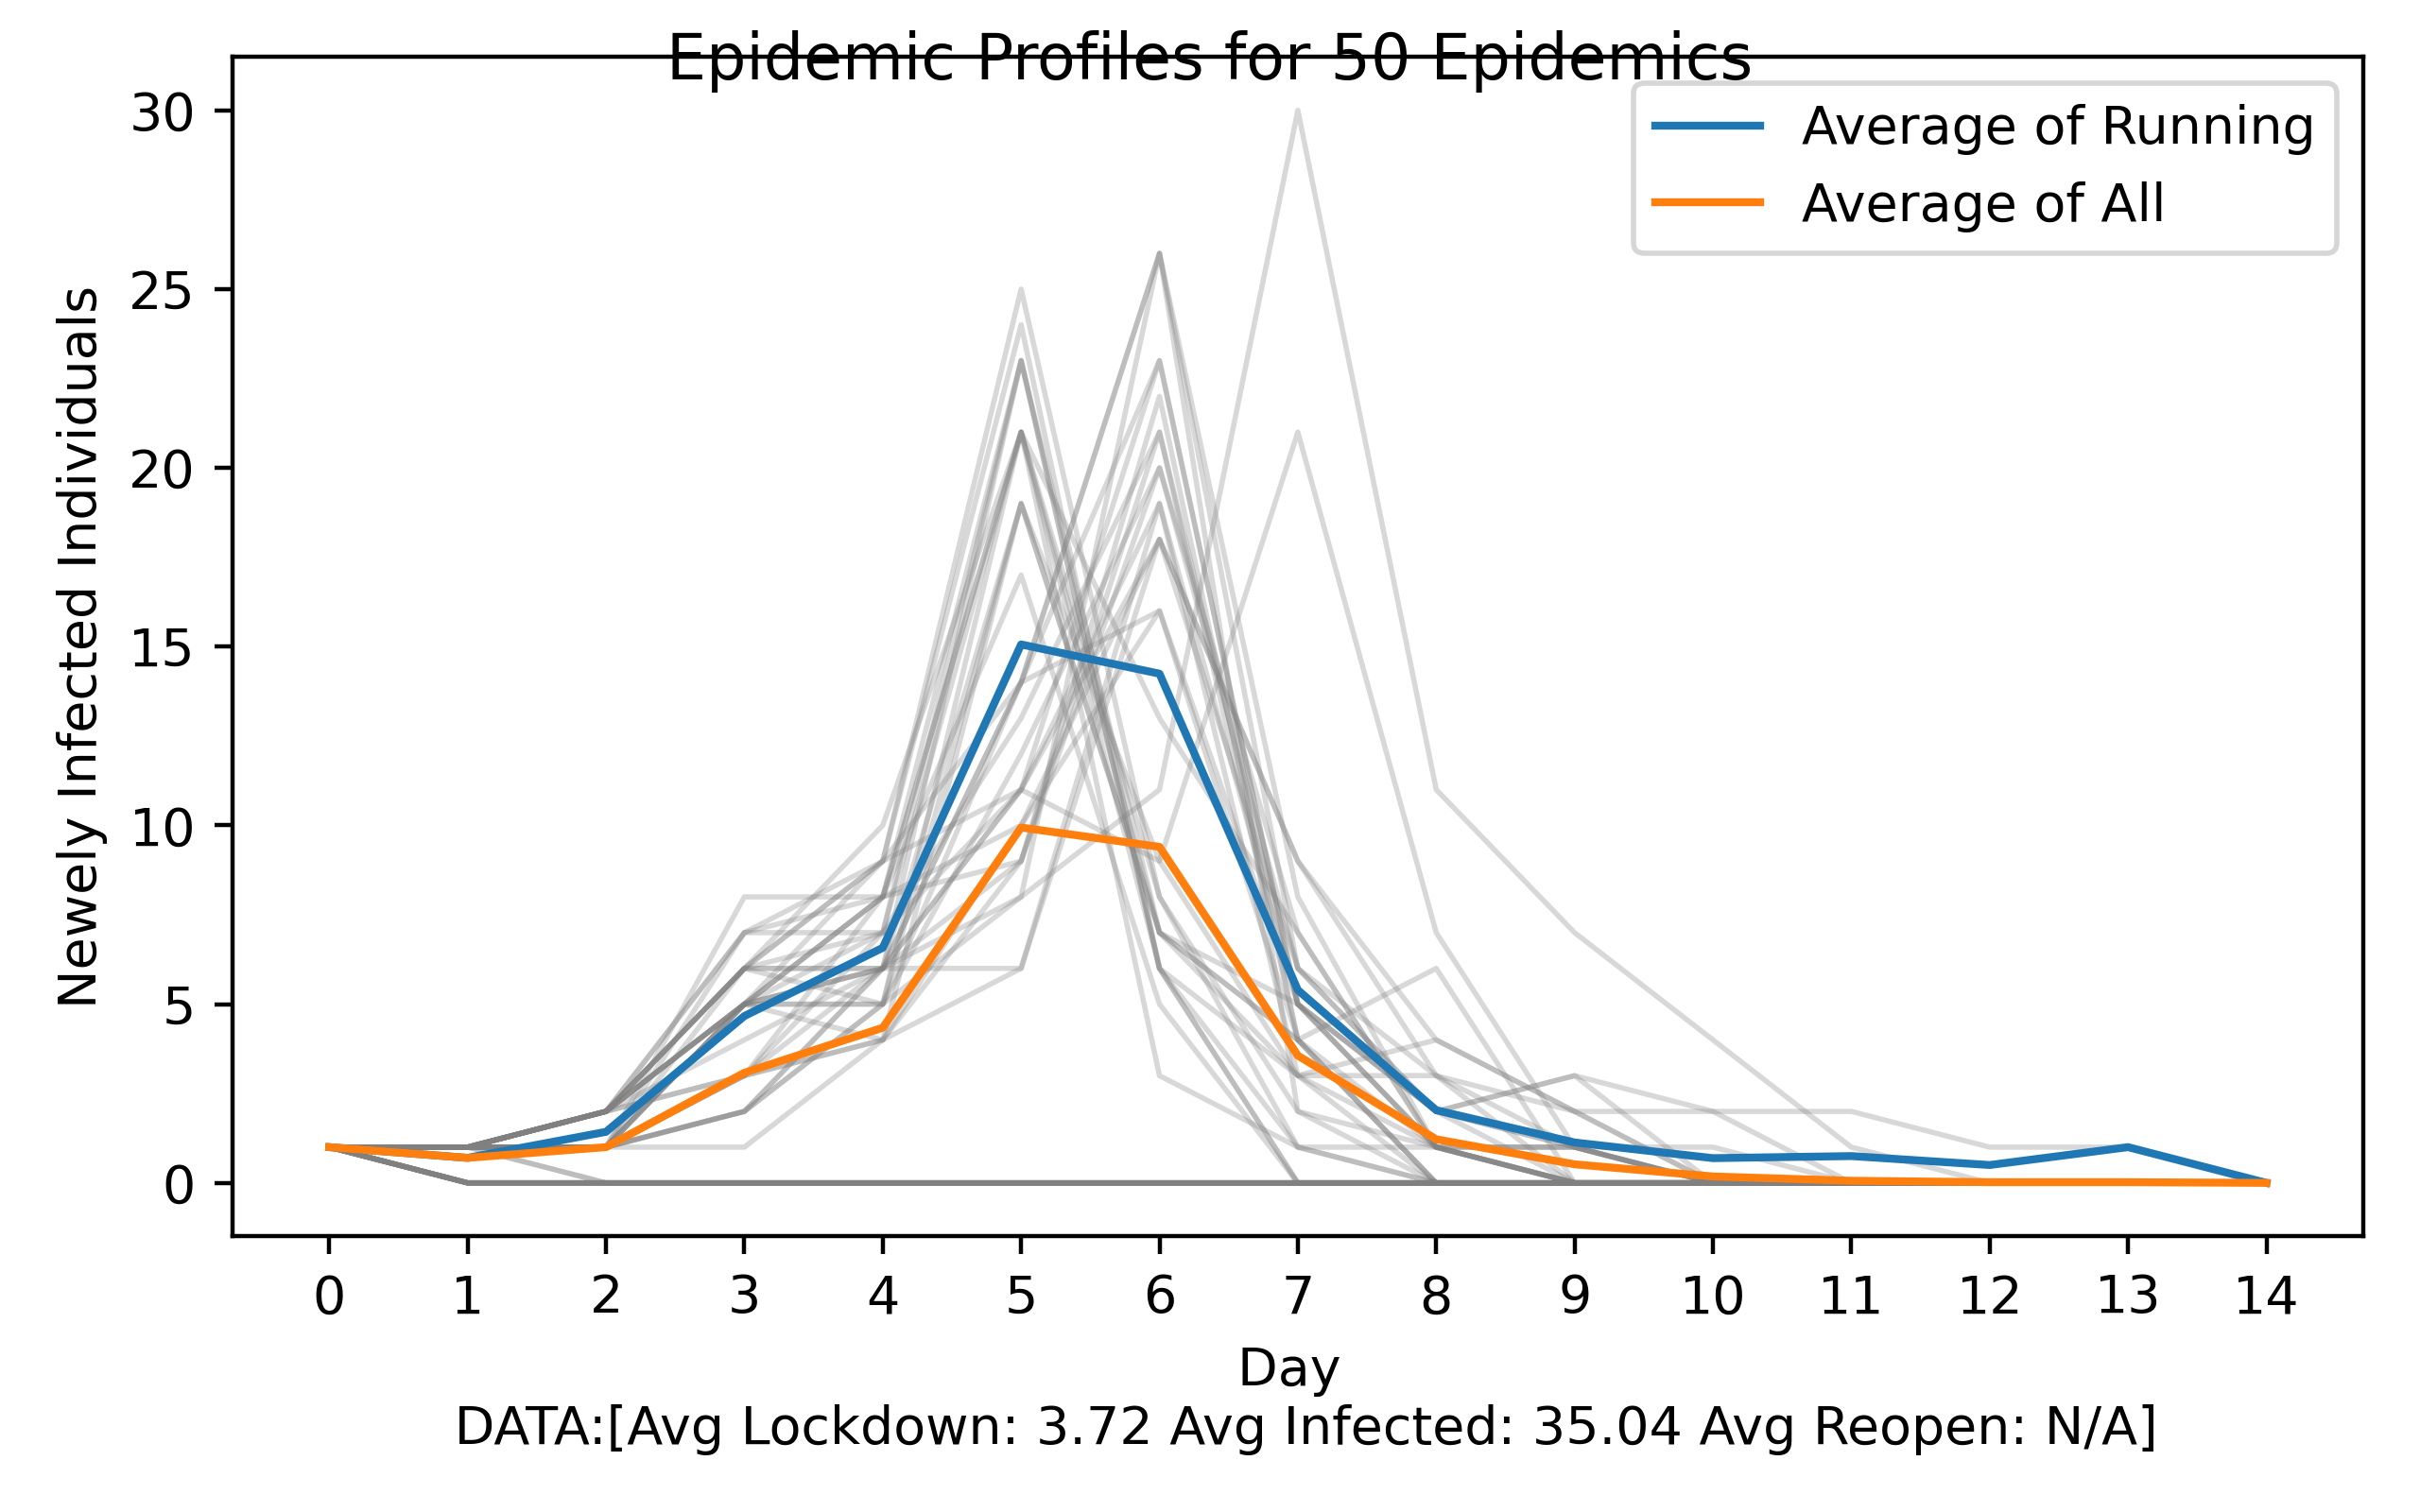 Epidemic Profiles for 50 Epidemics
Average of Running
Average of All
Newely Infected Individuals
30
25
20
15
10
5
0
0 1 2 3 4 5 6 7 8 9 10 11 12 13 14
Day
DATA:[Avg Lockdown: 3.72 Avg Infected: 35.04 Avg Reopen: N/A]